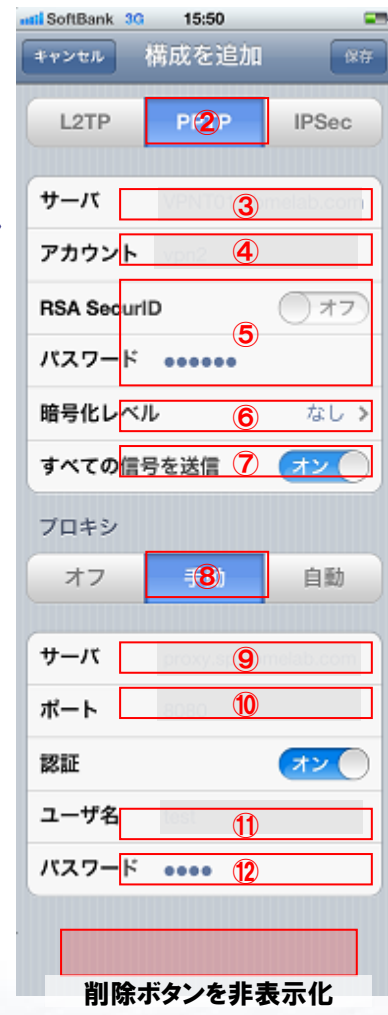 SoftBank 3G 15:50
キャンセル 構成を追加 保存
L2TP ② IPSec
サーバ ③
アカウント vpn2 ④
RSA SecurID オフ
⑤
パスワード ●●●●●●
暗号化レベル ⑥ なし >
すべての信号を送信 ⑦ オン
プロキシ
オフ ⑧ 自動
サーバ ⑨
ポート 8080 ⑩
認証 オン
ユーザ名 test ⑪
パスワード ●●●● ⑫
削除ボタンを非表示化